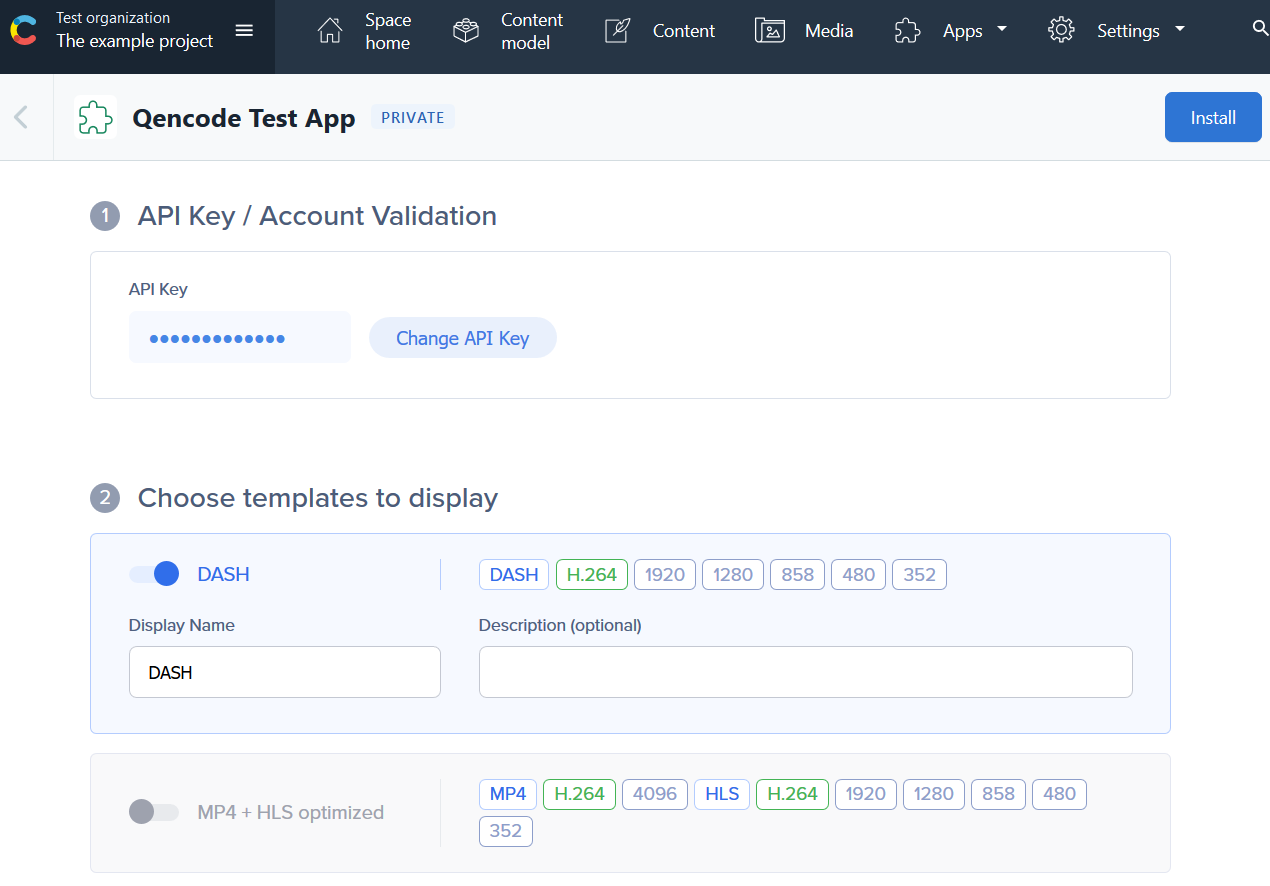 Test organization
The example project
Space home
Content model
Content
Media
Apps
Settings
Qencode Test App
PRIVATE
Install
1 API Key / Account Validation
API Key
•••••••••••••
Change API Key
2 Choose templates to display
DASH
DASH H.264 1920 1280 858 480 352
Display Name
Description (optional)
DASH
MP4 + HLS optimized
MP4 H.264 4096 HLS H.264 1920 1280 858 480
352